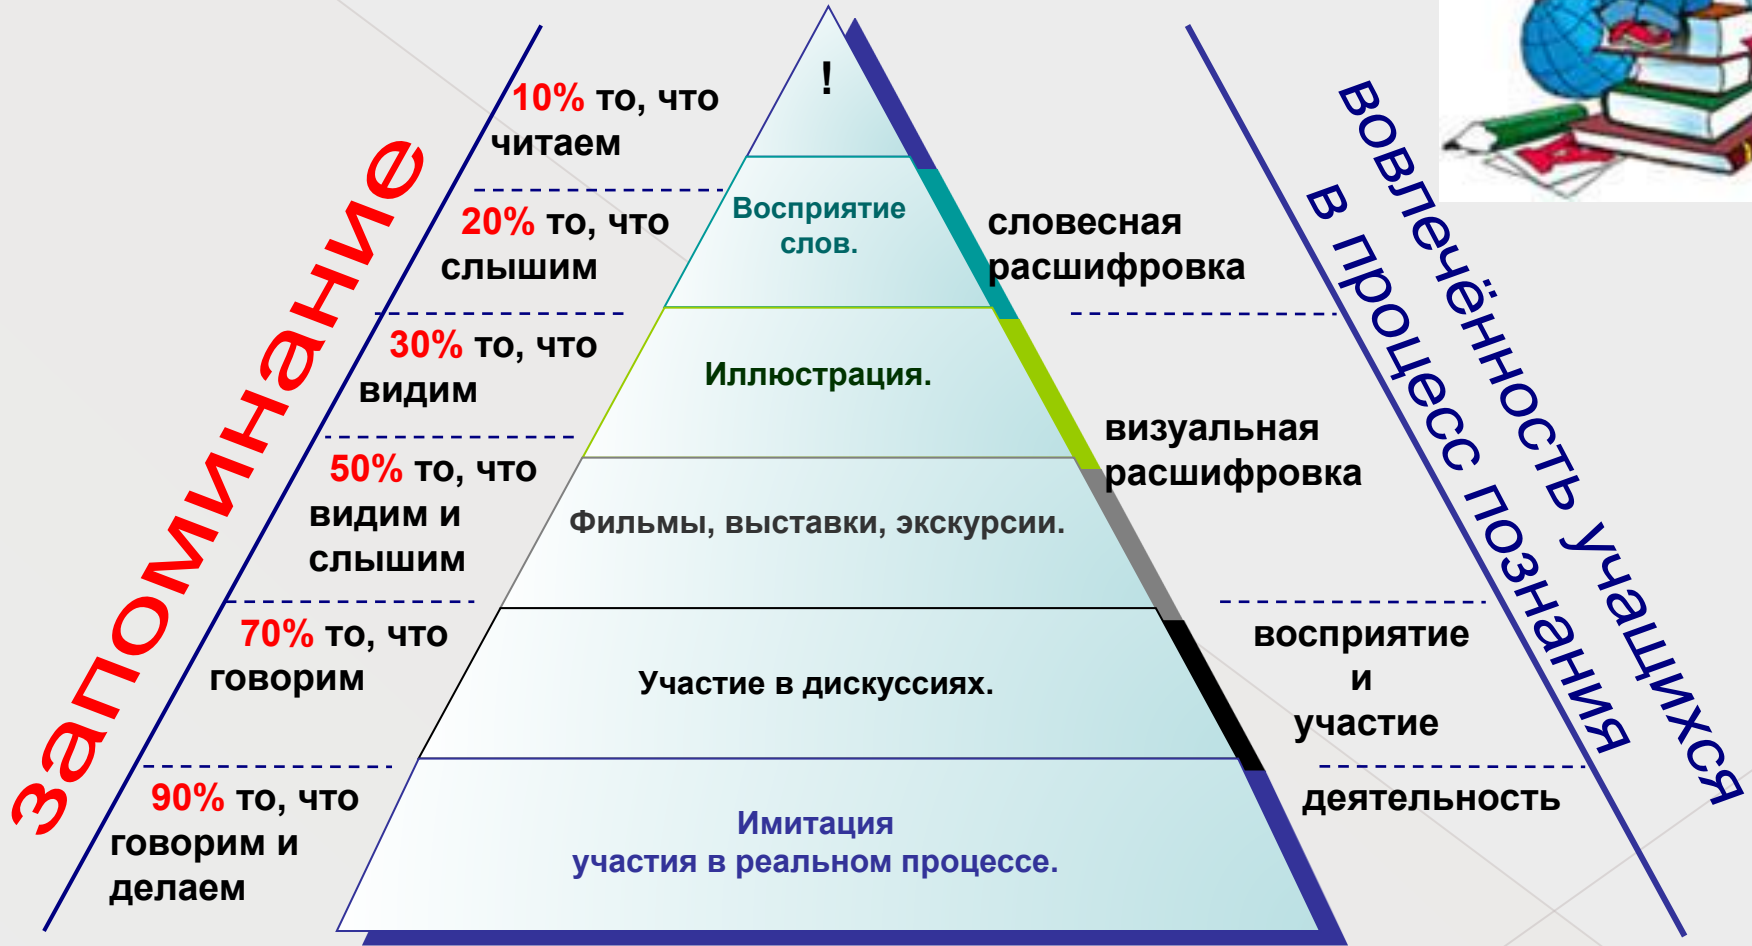 запоминание
10% то, что
читаем
20% то, что
слышим
30% то, что
видим
50% то, что
видим и
слышим
70% то, что
говорим
90% то, что
говорим и
делаем
!
Восприятие
слов.
Иллюстрация.
Фильмы, выставки, экскурсии.
Участие в дискуссиях.
Имитация
участия в реальном процессе.
словесная
расшифровка
визуальная
расшифровка
восприятие
и
участие
деятельность
вовлечённость учащихся
в процесс познания